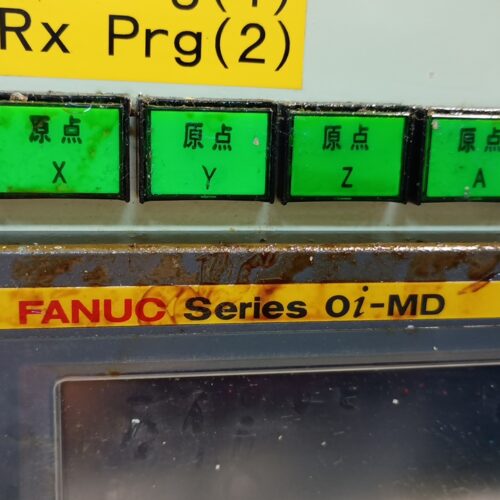 Rx Prg(2)
原点 原点 原点 原点
X Y Z A
FANUC Series 0i-MD